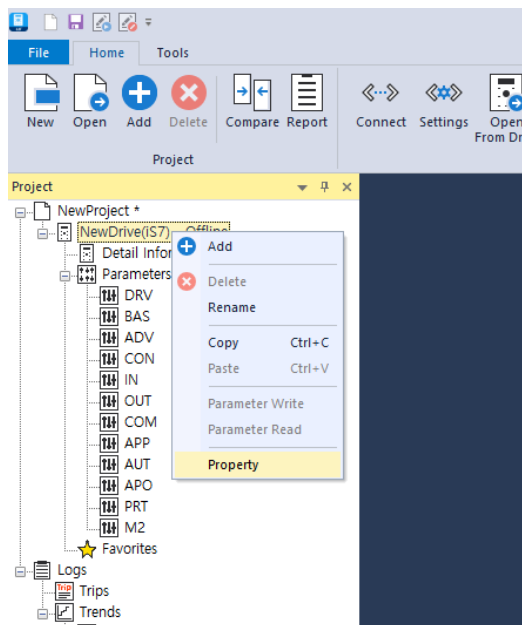 File Home Tools
New Open Add Delete Compare Report Connect Settings Open
From Dr
Project
Project
NewProject *
NewDrive(iS7) - Offline
Detail Infor
Parameters
DRV
BAS
ADV
CON
IN
OUT
COM
APP
AUT
APO
PRT
M2
Favorites
Logs
Trip Trips
Trends
Add
Delete
Rename
Copy Ctrl+C
Paste Ctrl+V
Parameter Write
Parameter Read
Property